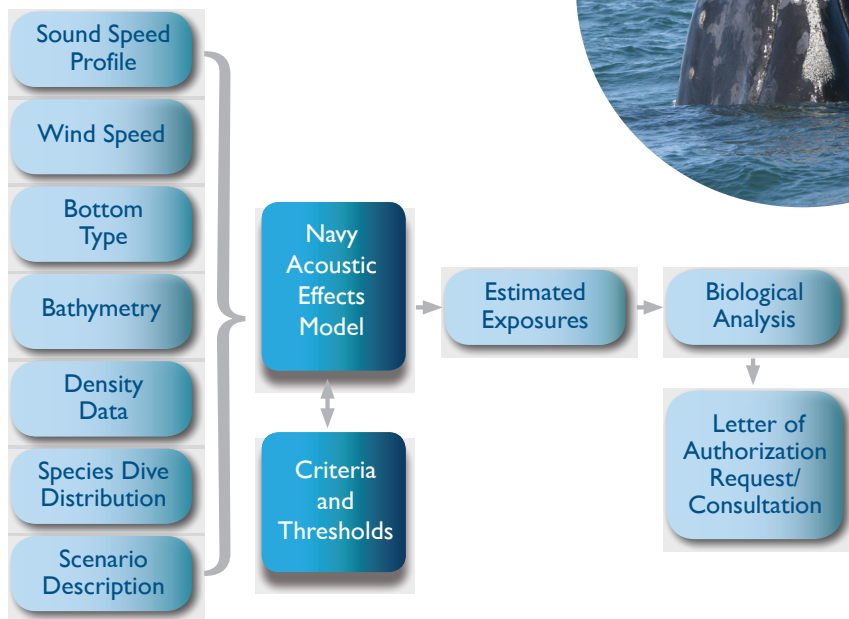 Sound Speed
Profile
Wind Speed
Bottom
Type
Bathymetry
Density
Data
Species Dive
Distribution
Scenario
Description
Navy
Acoustic
Effects
Model
Criteria
and
Thresholds
Estimated
Exposures
Biological
Analysis
Letter of
Authorization
Request/
Consultation